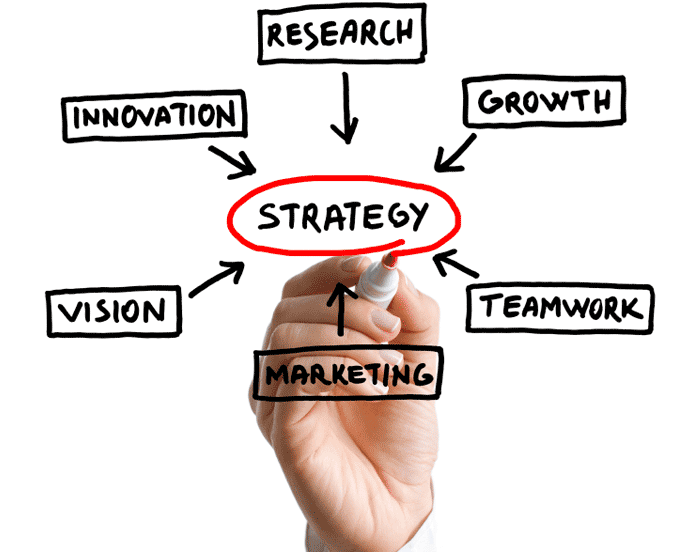 RESEARCH
INNOVATION
GROWTH
STRATEGY
VISION
TEAMWORK
MARKETING